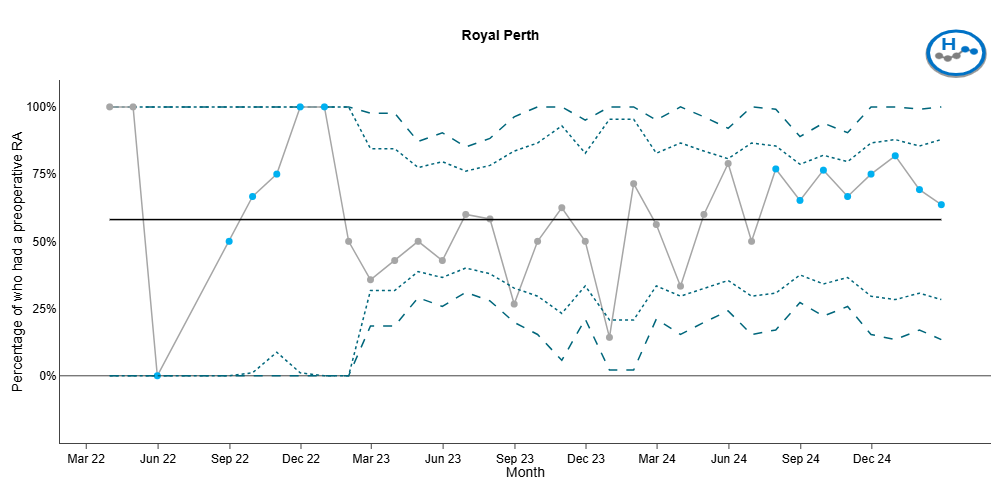 Royal Perth
H
100%
75%
50%
25%
0%
Percentage of who had a preoperative RA
Mar 22 Jun 22 Sep 22 Dec 22 Mar 23 Jun 23 Sep 23 Dec 23 Mar 24 Jun 24 Sep 24 Dec 24
Month